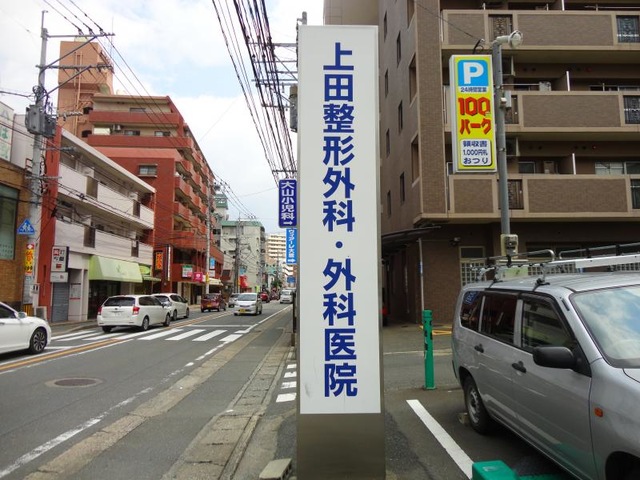 上田整形外科・外科医院
P
24時間営業
100円
パーク
領収書
1,000円札
おつり
大山小児科